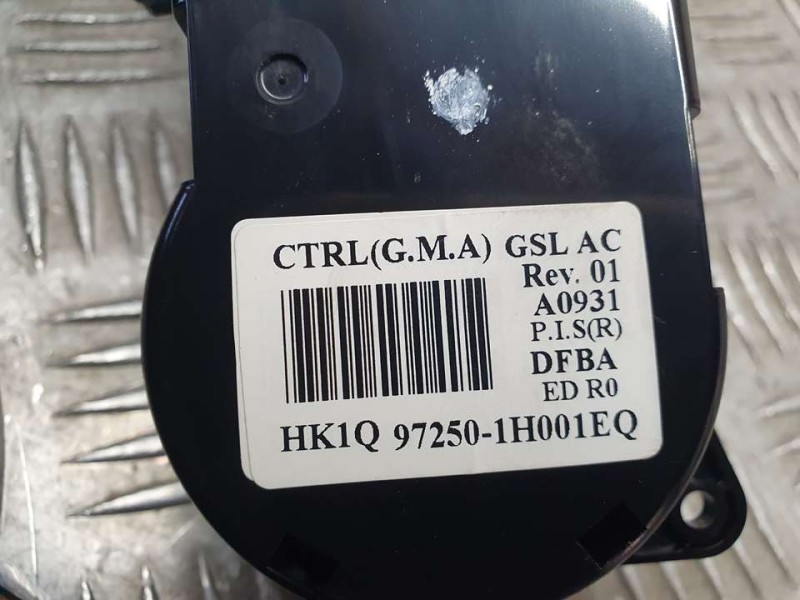 CTRL(G.M.A) GSL AC
Rev. 01
A0931
P.I.S(R)
DFBA
ED R0
HK1Q 97250-1H001EQ